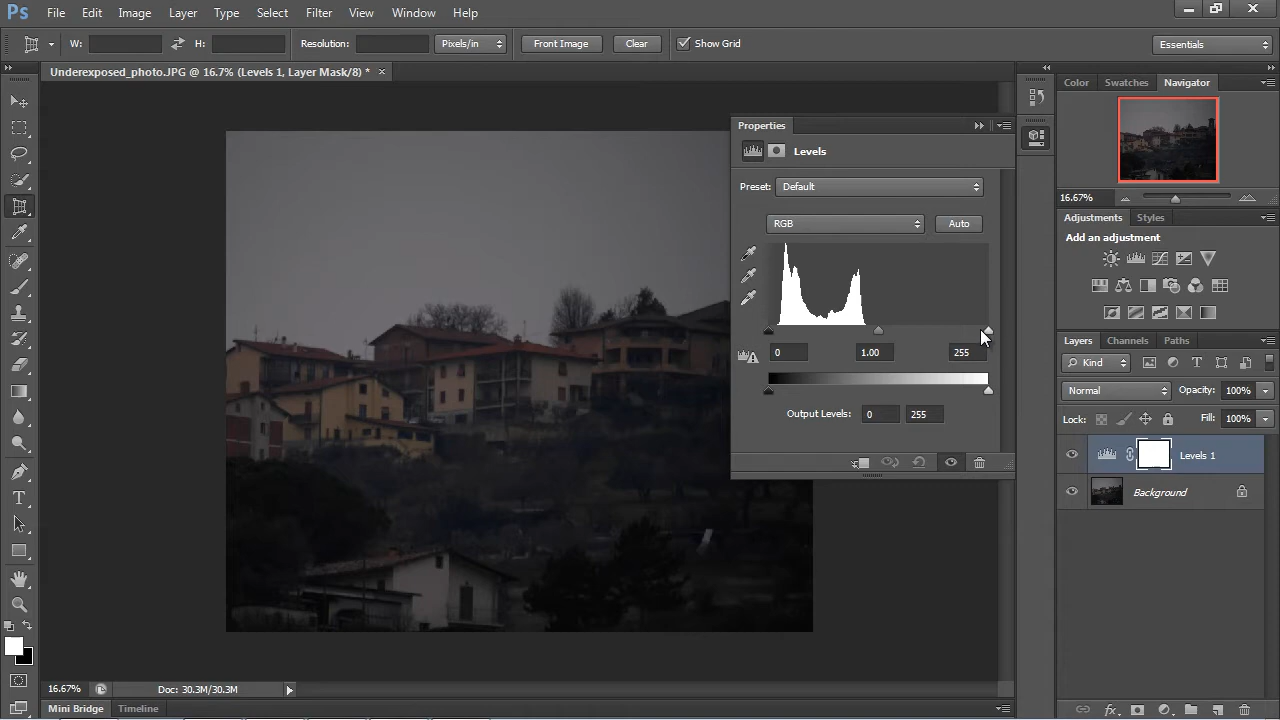 Ps File Edit Image Layer Type Select Filter View Window Help
W: H: Resolution: Pixels/in Front Image Clear Show Grid Essentials
Underexposed_photo.JPG @ 16.7% (Levels 1, Layer Mask/8) * ×
Color Swatches Navigator
Properties
Levels
Preset: Default
RGB Auto
0 1.00 255
Output Levels: 0 255
16.67%
Adjustments Styles
Add an adjustment
Layers Channels Paths
Kind
Normal Opacity: 100%
Lock: Fill: 100%
Levels 1
Background
16.67% Doc: 30.3M/30.3M
Mini Bridge Timeline